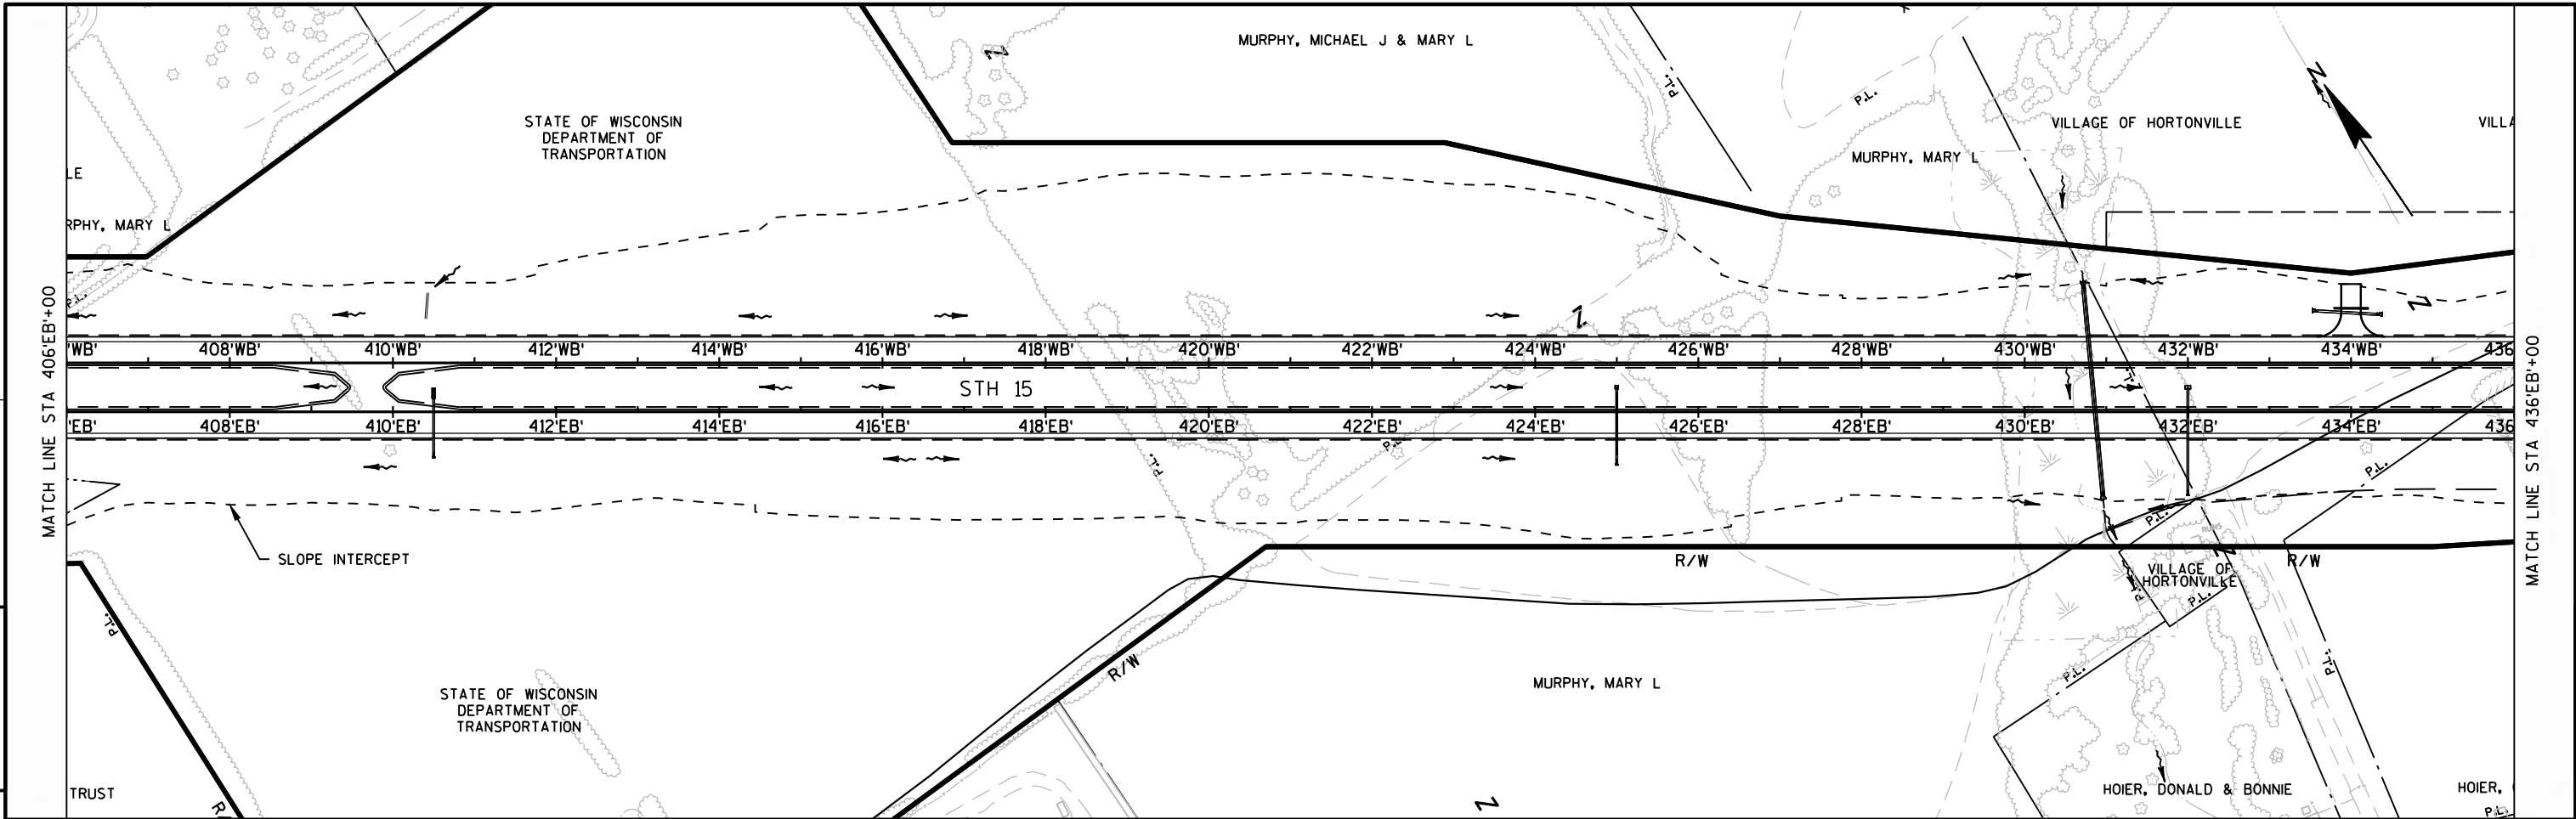 MURPHY, MICHAEL J & MARY L
P.L.
P.L.
N
STATE OF WISCONSIN
DEPARTMENT OF
TRANSPORTATION
VILLAGE OF HORTONVILLE
VILLA
MURPHY, MARY L
LE
RPHY, MARY L
P.L.
MATCH LINE STA 406'EB'+00
'WB' 408'WB' 410'WB' 412'WB' 414'WB' 416'WB' 418'WB' 420'WB' 422'WB' 424'WB' 426'WB' 428'WB' 430'WB' 432'WB' 434'WB' 436
STH 15
'EB' 408'EB' 410'EB' 412'EB' 414'EB' 416'EB' 418'EB' 420'EB' 422'EB' 424'EB' 426'EB' 428'EB' 430'EB' 432'EB' 434'EB' 436
MATCH LINE STA 436'EB'+00
P.L.
P.L.
P.L.
P.L.
SLOPE INTERCEPT
R/W
R/W
VILLAGE OF
HORTONVILLE
P.L.
P.L.
P.L.
P.L.
P.L.
R/W
STATE OF WISCONSIN
DEPARTMENT OF
TRANSPORTATION
MURPHY, MARY L
TRUST
HOIER, DONALD & BONNIE
HOIER,
P.L.